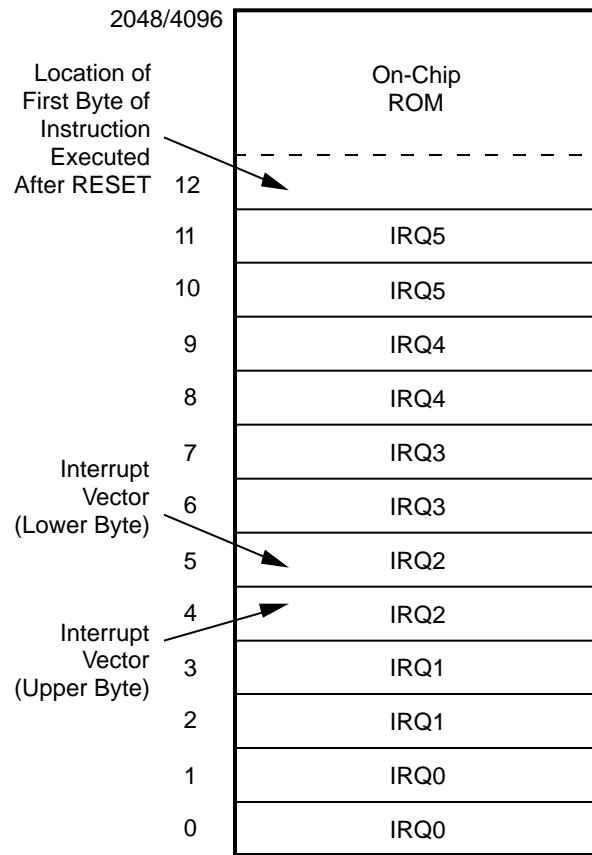 2048/4096
Location of
First Byte of
Instruction
Executed
After RESET
12
On-Chip
ROM
11 IRQ5
10 IRQ5
9 IRQ4
8 IRQ4
7 IRQ3
Interrupt
Vector
(Lower Byte)
6 IRQ3
5 IRQ2
4 IRQ2
Interrupt
Vector
(Upper Byte)
3 IRQ1
2 IRQ1
1 IRQ0
0 IRQ0